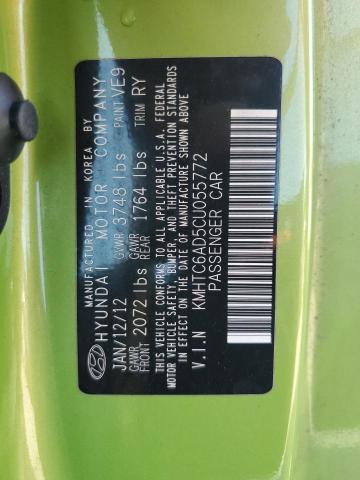 MANUFACTURED IN KOREA BY
HYUNDAI MOTOR COMPANY
JAN/12/12 GVWR 3748 lbs PAINT VE9
GAWR FRONT 2072 lbs GAWR REAR 1764 lbs TRIM RY
THIS VEHICLE CONFORMS TO ALL APPLICABLE U.S.A. FEDERAL
MOTOR VEHICLE SAFETY, BUMPER, AND THEFT PREVENTION STANDARDS
IN EFFECT ON THE DATE OF MANUFACTURE SHOWN ABOVE
V.I.N KMHTC6AD5CU055772
PASSENGER CAR